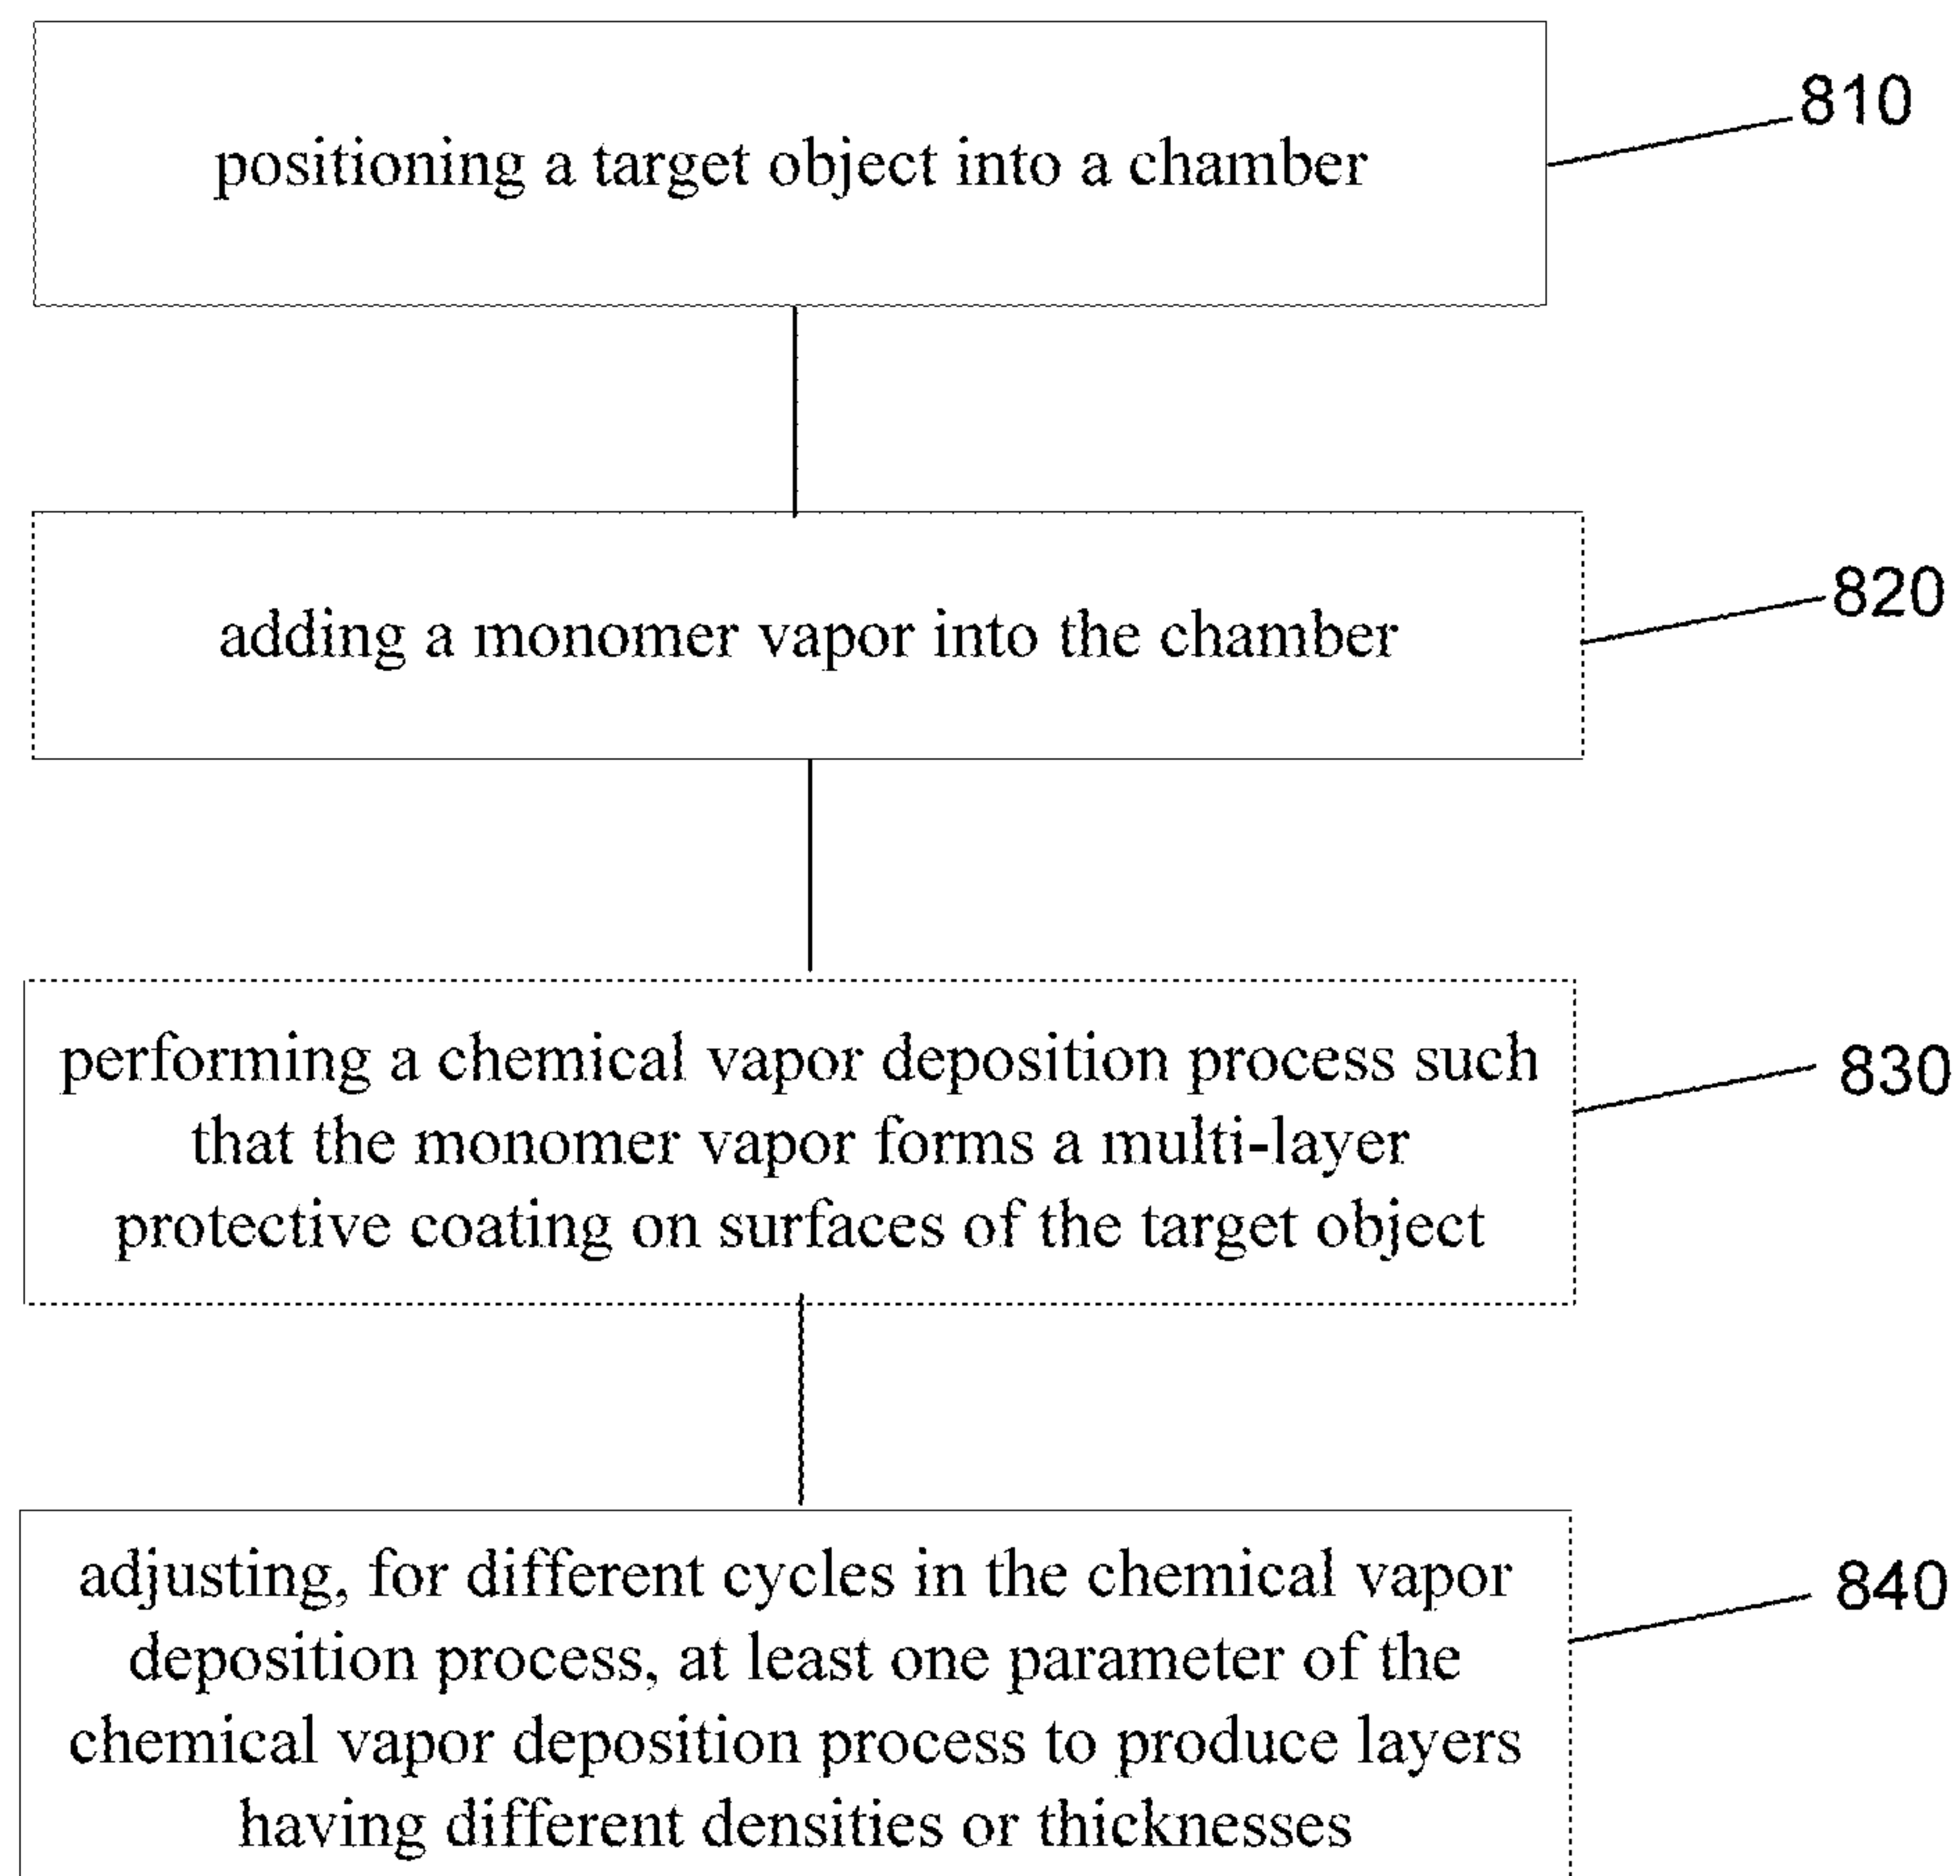 positioning a target object into a chamber
810
adding a monomer vapor into the chamber
820
performing a chemical vapor deposition process such
that the monomer vapor forms a multi-layer
protective coating on surfaces of the target object
830
adjusting, for different cycles in the chemical vapor
deposition process, at least one parameter of the
chemical vapor deposition process to produce layers
having different densities or thicknesses
840